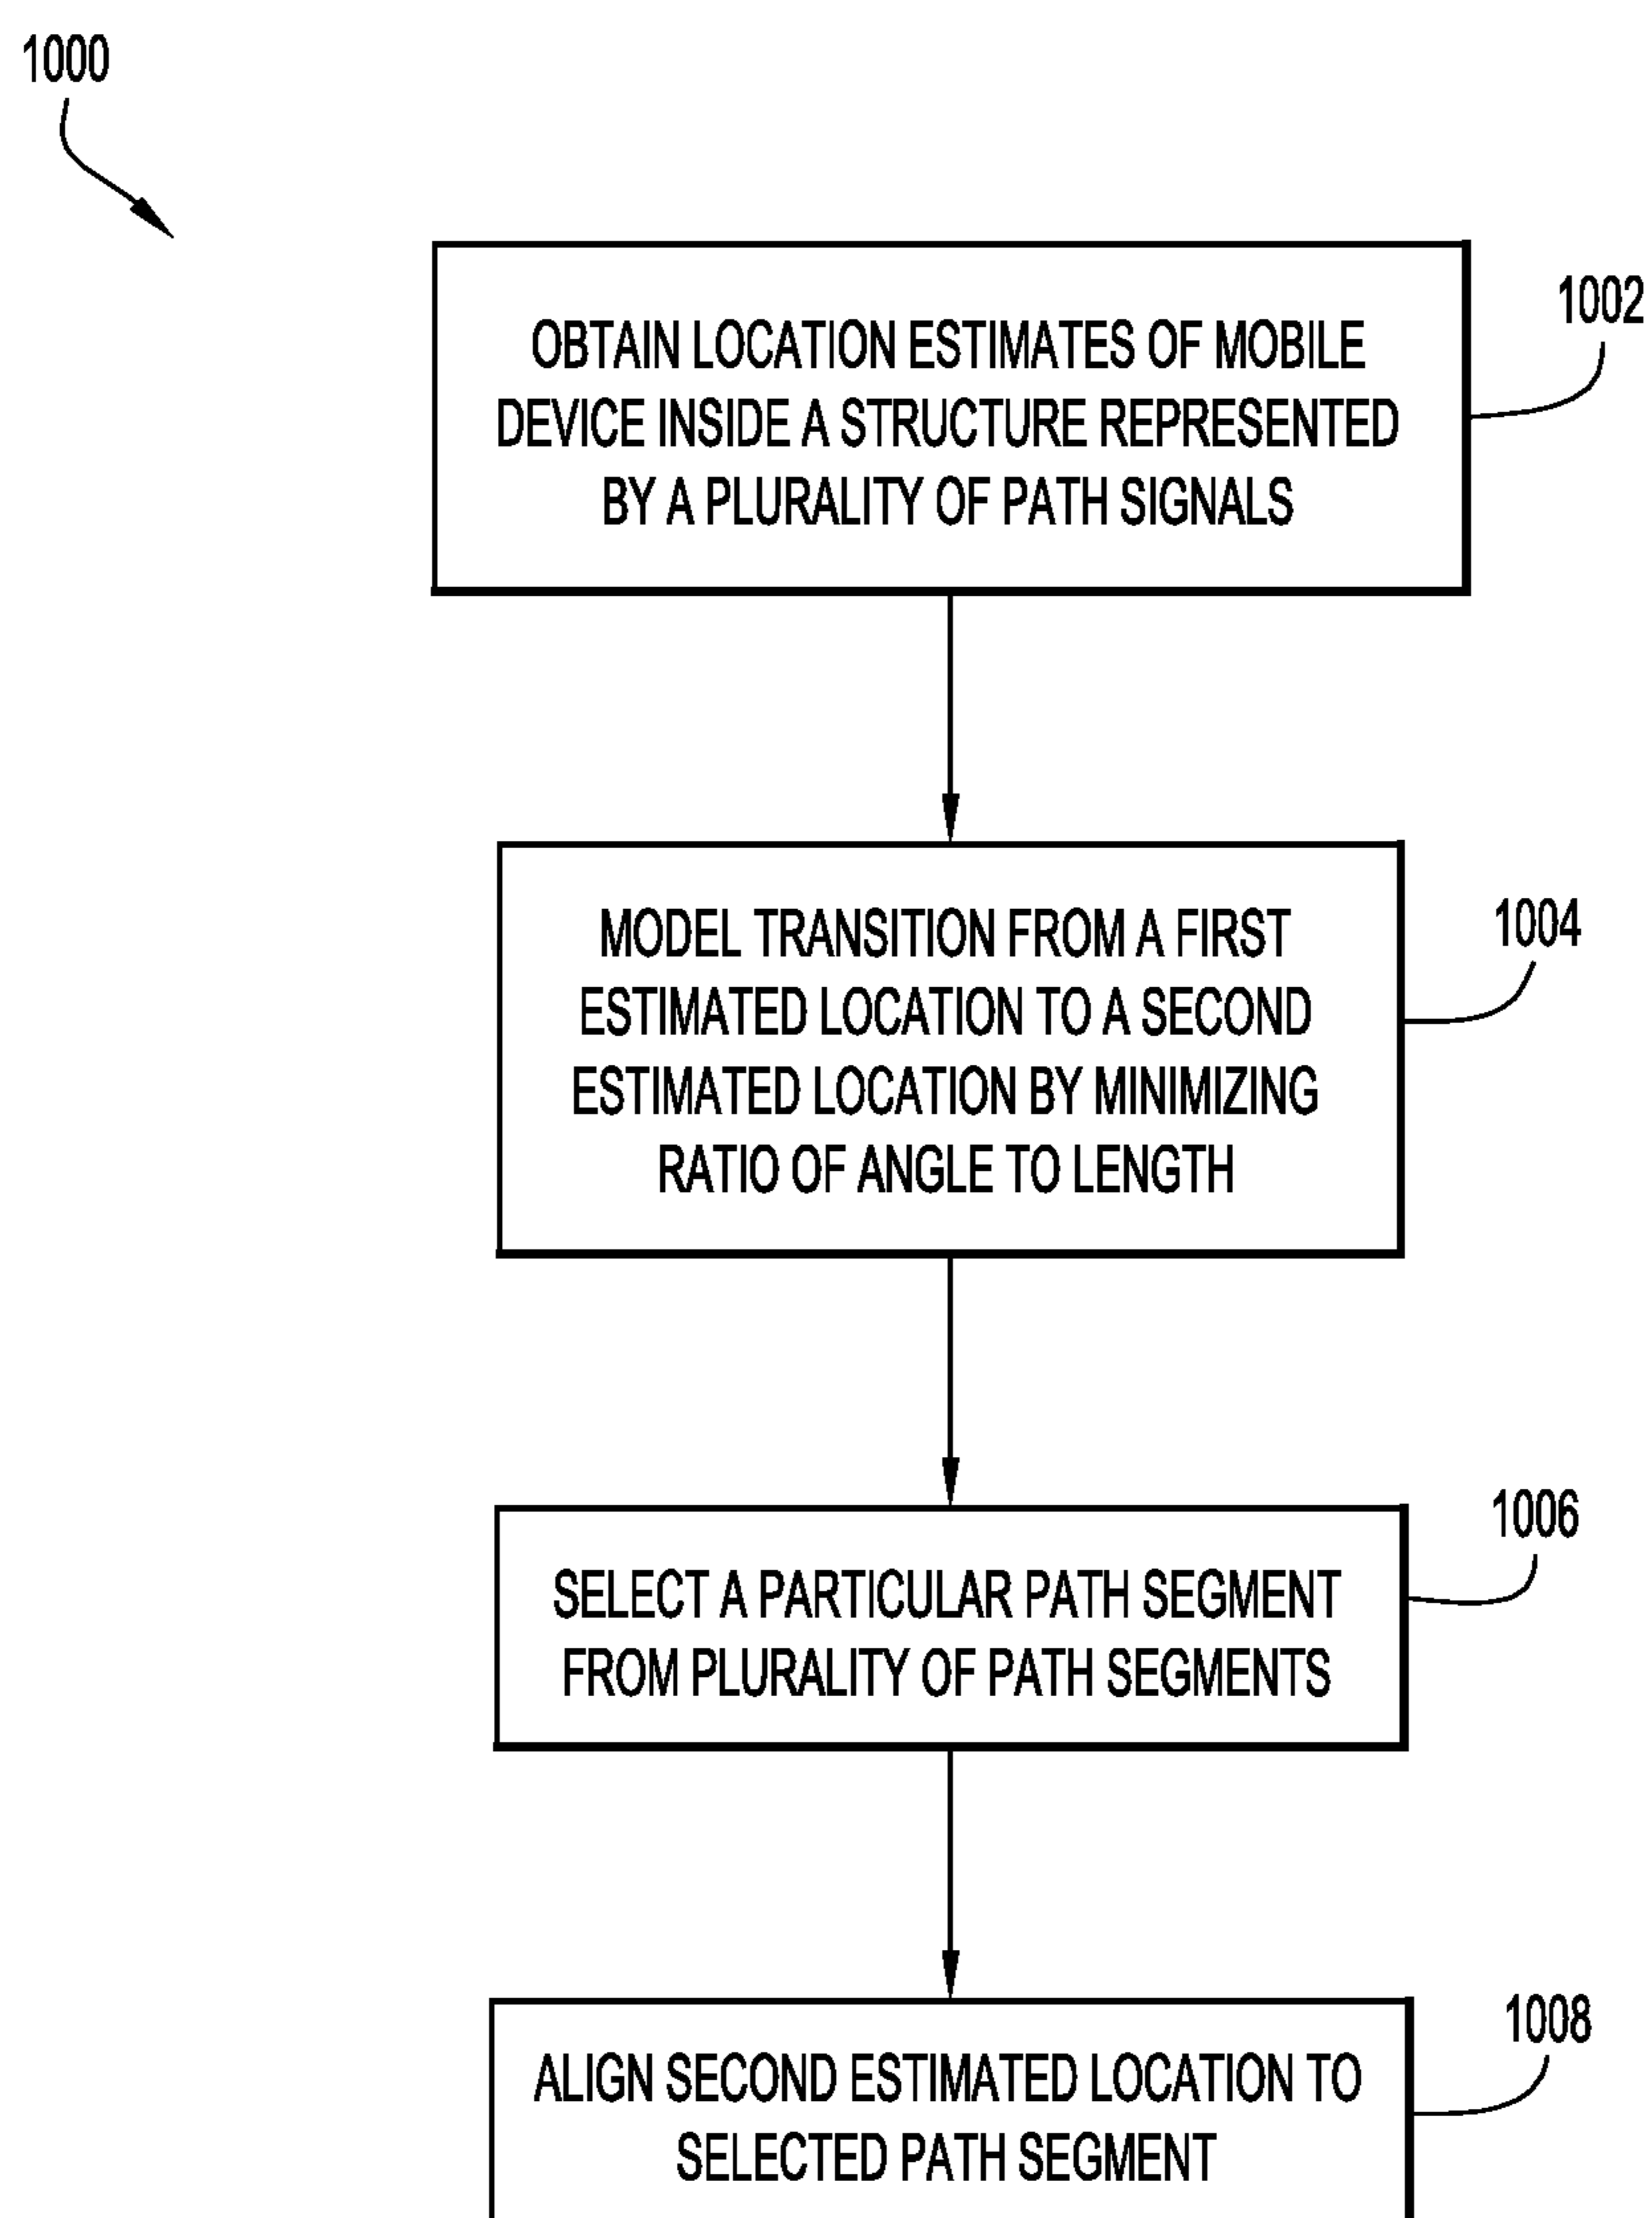 1000
1002
OBTAIN LOCATION ESTIMATES OF MOBILE
DEVICE INSIDE A STRUCTURE REPRESENTED
BY A PLURALITY OF PATH SIGNALS
1004
MODEL TRANSITION FROM A FIRST
ESTIMATED LOCATION TO A SECOND
ESTIMATED LOCATION BY MINIMIZING
RATIO OF ANGLE TO LENGTH
1006
SELECT A PARTICULAR PATH SEGMENT
FROM PLURALITY OF PATH SEGMENTS
1008
ALIGN SECOND ESTIMATED LOCATION TO
SELECTED PATH SEGMENT